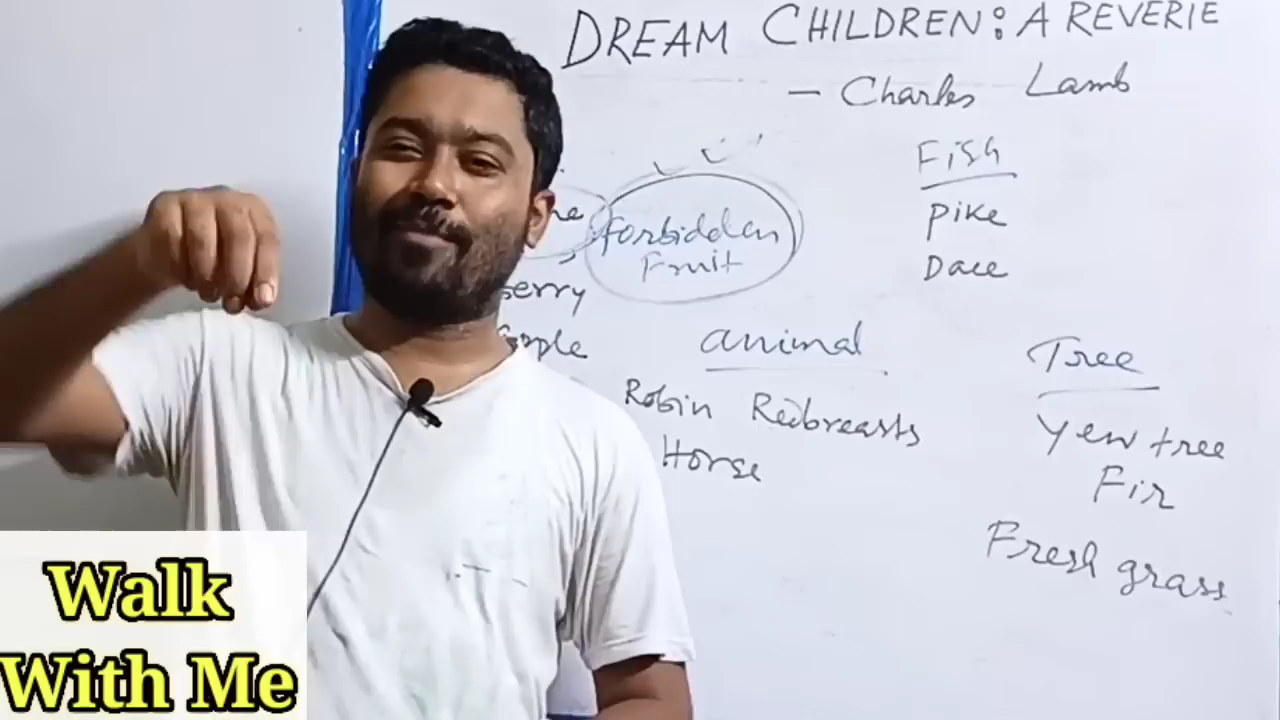 DREAM CHILDREN: A REVERIE
- Charles Lamb
forbidden
Fruit
Fish
Pike
Dace
animal
Robin Redbreasts
Horse
Tree
Yew tree
Fir
Fresh grass
Walk
With Me